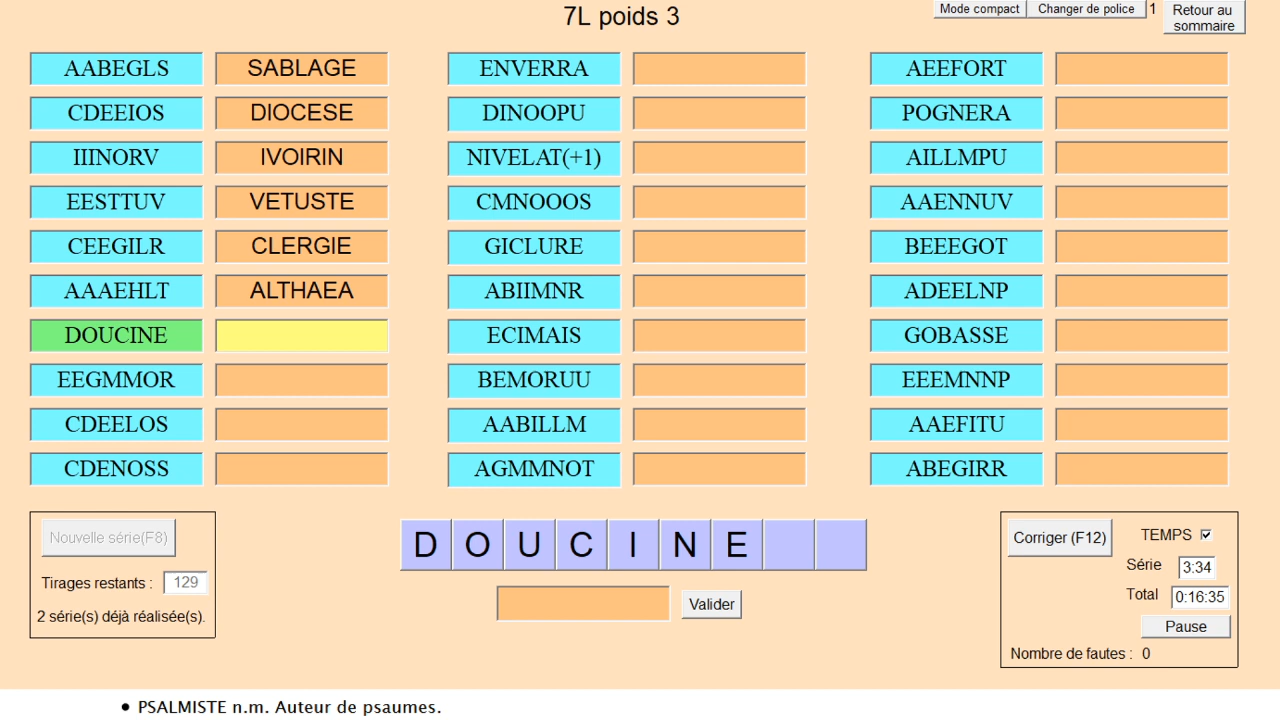 7L poids 3
Mode compact Changer de police 1 Retour au sommaire
AABEGLS SABLAGE ENVERRA AEEFORT
CDEEIOS DIOCESE DINOOPU POGNERA
IIINORV IVOIRIN NIVELAT(+1) AILLMPU
EESTTUV VETUSTE CMNOOOS AAENNUV
CEEGILR CLERGIE GICLURE BEEEGOT
AAAEHLT ALTHAEA ABIIMNR ADEELNP
DOUCINE ECIMAIS GOBASSE
EEGMMOR BEMORUU EEEMNNP
CDEELOS AABILLM AAEFITU
CDENOSS AGMMNOT ABEGIRR
Nouvelle série(F8)
Tirages restants : 129
2 série(s) déjà réalisée(s).
D O U C I N E
Valider
Corriger (F12) TEMPS
Série 3:34
Total 0:16:35
Pause
Nombre de fautes : 0
• PSALMISTE n.m. Auteur de psaumes.